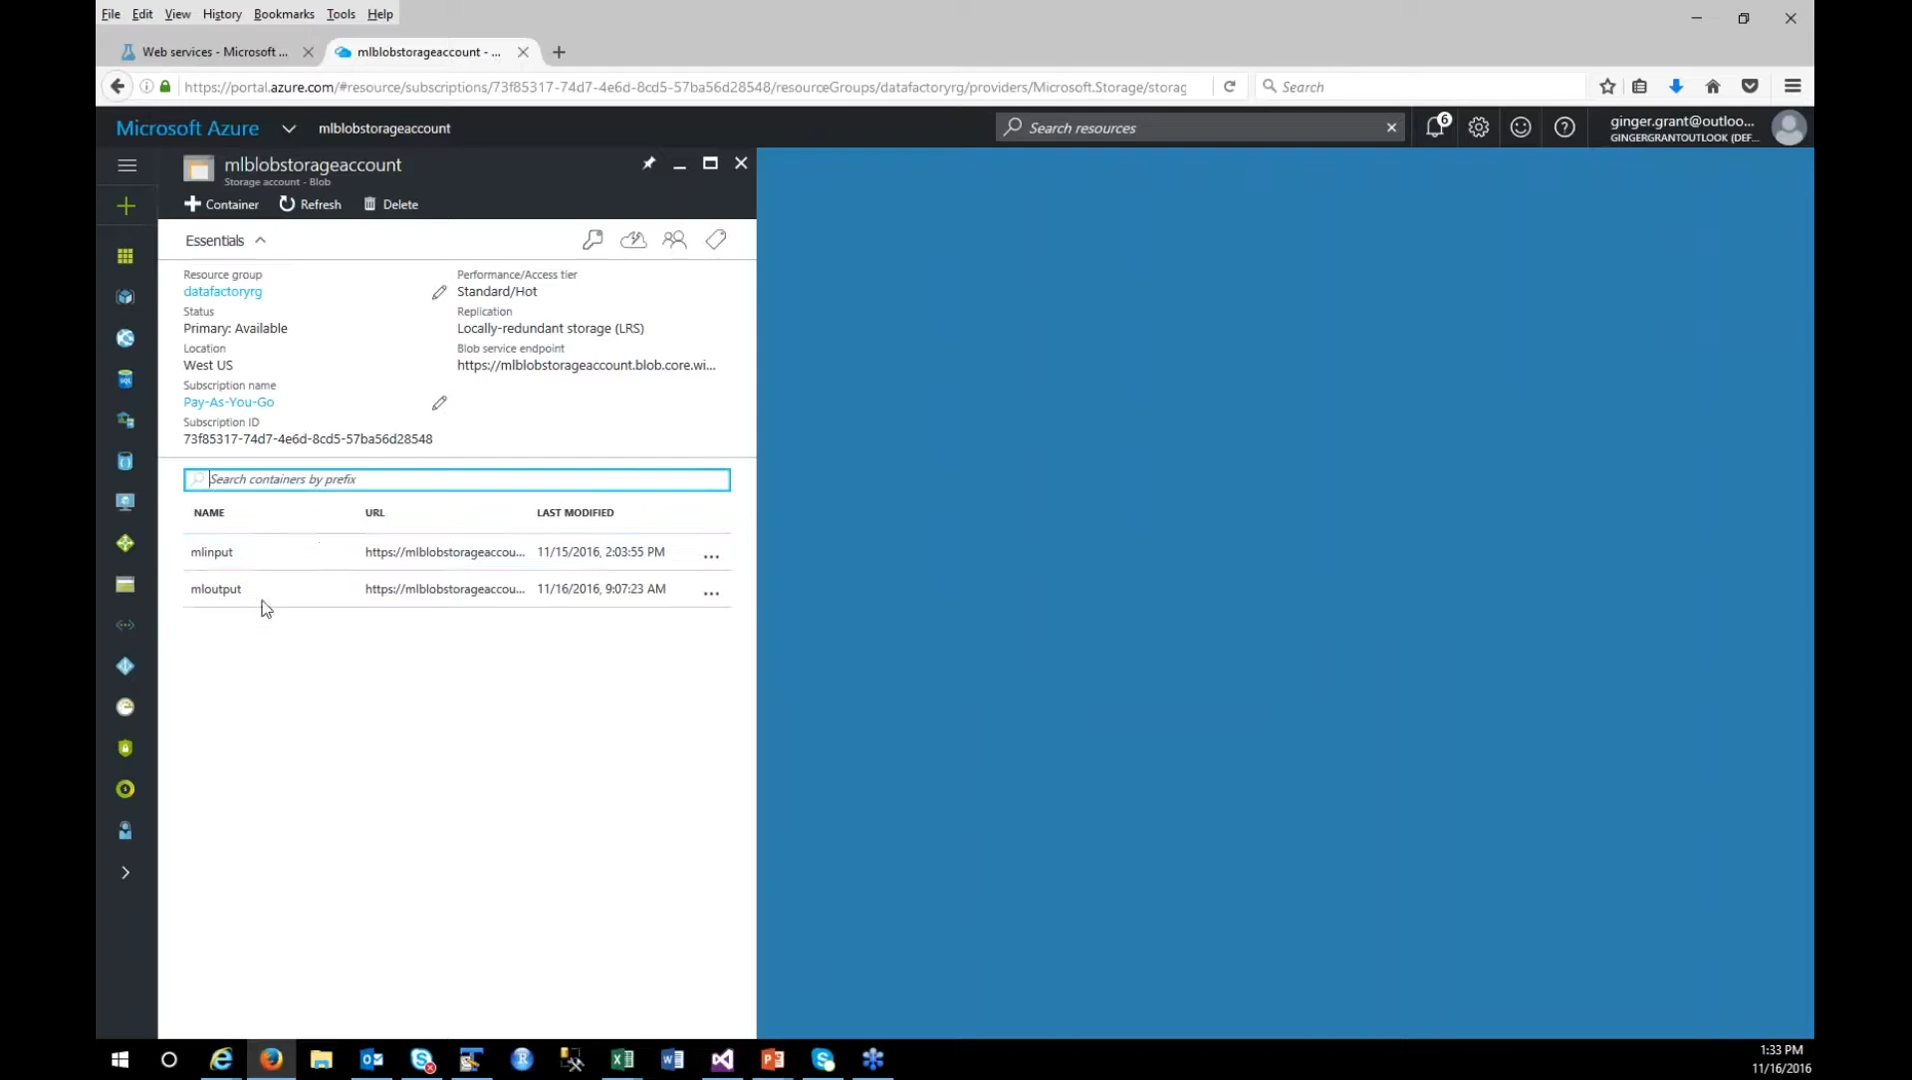 File Edit View History Bookmarks Tools Help
Web services - Microsoft ...
mlblobstorageaccount - ...
https://portal.azure.com/#resource/subscriptions/73f85317-74d7-4e6d-8cd5-57ba56d28548/resourceGroups/datafactoryrg/providers/Microsoft.Storage/storag
Search
Microsoft Azure
mlblobstorageaccount
Search resources
6
ginger.grant@outloo...
GINGERGRANTOUTLOOK (DEF...
mlblobstorageaccount
Storage account - Blob
Container Refresh Delete
Essentials
Resource group
datafactoryrg
Status
Primary: Available
Location
West US
Subscription name
Pay-As-You-Go
Subscription ID
73f85317-74d7-4e6d-8cd5-57ba56d28548
Performance/Access tier
Standard/Hot
Replication
Locally-redundant storage (LRS)
Blob service endpoint
https://mlblobstorageaccount.blob.core.wi...
Search containers by prefix
NAME URL LAST MODIFIED
mlinput https://mlblobstorageaccou... 11/15/2016, 2:03:55 PM ...
mloutput https://mlblobstorageaccou... 11/16/2016, 9:07:23 AM ...
1:33 PM
11/16/2016